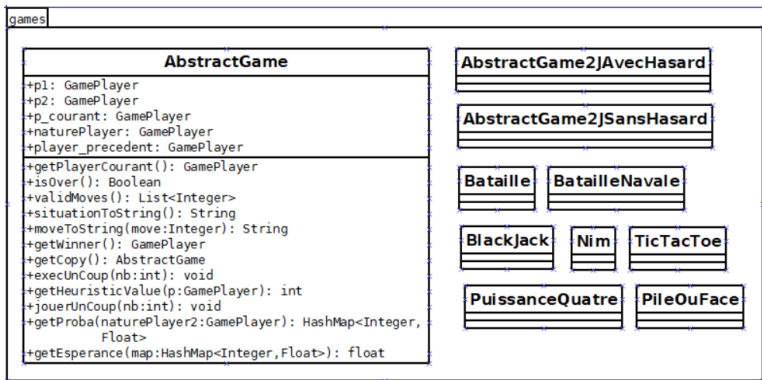 games
AbstractGame
+p1: GamePlayer
+p2: GamePlayer
+p_courant: GamePlayer
+naturePlayer: GamePlayer
+player_precedent: GamePlayer
+getPlayerCourant(): GamePlayer
+isOver(): Boolean
+validMoves(): List<Integer>
+situationToString(): String
+moveToString(move:Integer): String
+getWinner(): GamePlayer
+getCopy(): AbstractGame
+execUnCoup(nb:int): void
+getHeuristicValue(p:GamePlayer): int
+jouerUnCoup(nb:int): void
+getProba(naturePlayer2:GamePlayer): HashMap<Integer,
Float>
+getEsperance(map:HashMap<Integer,Float>): float
AbstractGame2JAvecHasard
AbstractGame2JSansHasard
Bataille
BatailleNavale
BlackJack
Nim
TicTacToe
PuissanceQuatre
PileOuFace